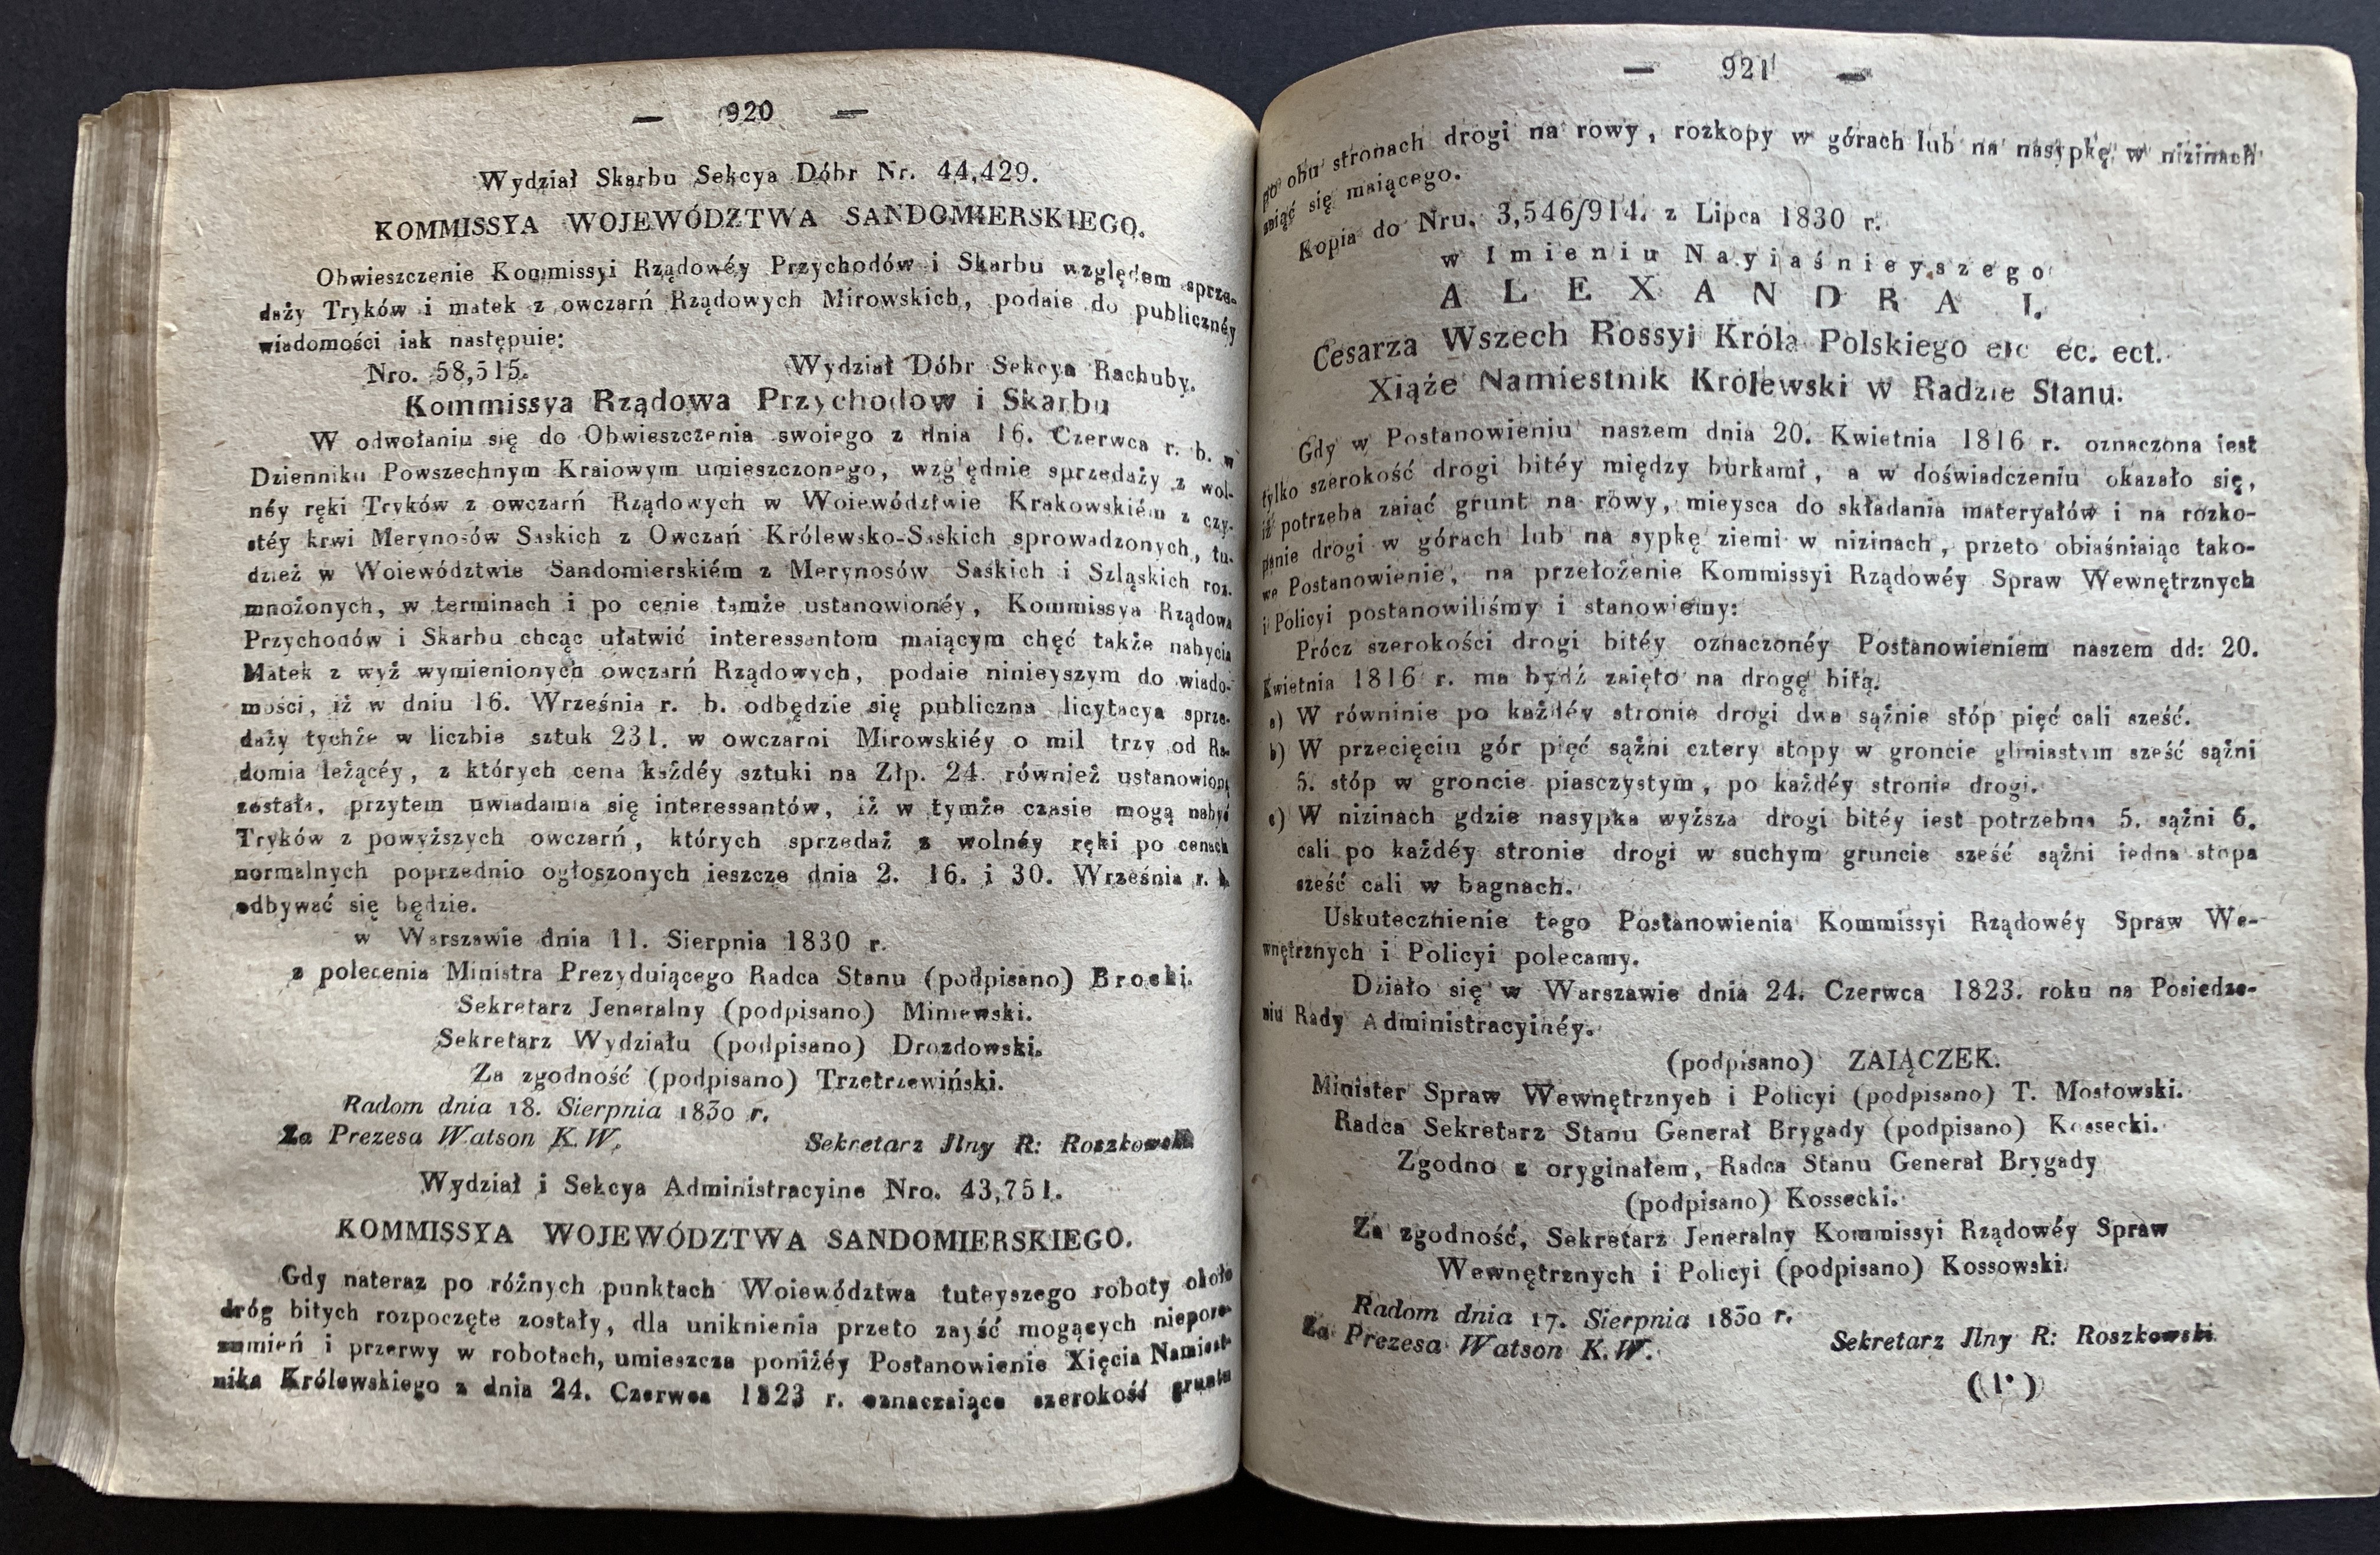 — 920 —
Wydział Skarbu Sekcya Dóbr Nr. 44,429.
KOMMISSYA WOJEWÓDZTWA SANDOMIERSKIEGO.
Obwieszczenie Kommissyi Rządowéy Przychodów i Skarbu względem sprze-
daży Tryków i matek z owczarń Rządowych Mirowskich, podaie do publicznéy
wiadomości iak następuie:
Nro. 58,515. Wydział Dóbr Sekcya Rachuby.
Kommissya Rządowa Przychodow i Skarbu
W odwołaniu się do Obwieszczenia swoiego z dnia 16. Czerwca r. b. w
Dzienniku Powszechnym Kraiowym umieszczonego, względnie sprzedaży z wol-
néy ręki Tryków z owczarń Rządowych w Woiewództwie Krakowskiém z czy-
stéy krwi Merynosów Saskich z Owczań Królewsko-Saskich sprowadzonych, tu-
dzież w Woiewództwie Sandomierskiém z Merynosów Saskich i Szląskich roz-
mnożonych, w terminach i po cenie tamże ustanowionéy, Kommissya Rządowa
Przychodów i Skarbu chcąc ułatwić interessantom maiącym chęć także nabycia
Matek z wyż wymienionych owczarń Rządowych, podaie ninieyszym do wiado-
mości, iż w dniu 16. Września r. b. odbędzie się publiczna licytacya sprze-
daży tychże w liczbie sztuk 231. w owczarni Mirowskiéy o mil trzy od Ra-
domia leżącéy, z których cena każdéy sztuki na Złp. 24. również ustanowioną
została, przytem uwiadamia się interessantów, iż w tymże czasie mogą nabyć
Tryków z powyższych owczarń, których sprzedaż z wolnéy ręki po cenach
normalnych poprzednio ogłoszonych ieszcze dnia 2. 16. i 30. Września r. b.
odbywać się będzie.
w Warszawie dnia 11. Sierpnia 1830 r.
z polecenia Ministra Prezyduiącego Radca Stanu (podpisano) Brocki.
Sekretarz Jeneralny (podpisano) Miniewski.
Sekretarz Wydziału (podpisano) Drozdowski.
Za zgodność (podpisano) Trzetrzewiński.
Radom dnia 18. Sierpnia 1830 r.
Za Prezesa Watson K.W. Sekretarz Jlny R: Roszkowski
Wydział i Sekcya Administracyine Nro. 43,751.
KOMMISSYA WOJEWÓDZTWA SANDOMIERSKIEGO.
Gdy nateraz po różnych punktach Woiewództwa tuteyszego roboty około
dróg bitych rozpoczęte zostały, dla uniknienia przeto zayść mogących nieporo-
zumień i przerwy w robotach, umieszcza poniżéy Postanowienie Xięcia Namiest-
nika Królewskiego z dnia 24. Czerwca 1823 r. oznaczaiące szerokość gruntu
— 921 —
po obu stronach drogi na rowy, rozkopy w górach lub na nasypkę w nizinach
zaiąć się maiącego.
Kopia do Nru. 3,546/914. z Lipca 1830 r.
w Imieniu Nayiaśnieyszego
ALEXANDRA I.
Cesarza Wszech Rossyi Króla Polskiego etc ec. ect.
Xiąże Namiestnik Królewski w Radzie Stanu.
Gdy w Postanowieniu naszem dnia 20. Kwietnia 1816 r. oznaczona iest
tylko szerokość drogi bitéy między burkami, a w doświadczeniu okazało się,
iż potrzeba zaiąć grunt na rowy, mieysca do składania materyałów i na rozko-
panie drogi w górach lub na sypkę ziemi w nizinach, przeto obiaśniaiąc tako-
we Postanowienie, na przełożenie Kommissyi Rządowéy Spraw Wewnętrznych
i Policyi postanowiliśmy i stanowiemy:
Prócz szerokości drogi bitéy oznaczonéy Postanowieniem naszem dd: 20.
Kwietnia 1816 r. ma bydź zaięto na drogę bitą.
a) W równinie po każdéy stronie drogi dwa sążnie stóp pięć cali sześć.
b) W przecięciu gór pięć sążni cztery stopy w groncie gliniastym sześć sążni
5. stóp w groncie piasczystym, po każdéy stronie drogi.
c) W nizinach gdzie nasypka wyższa drogi bitéy iest potrzebna 5. sążni 6.
cali po każdéy stronie drogi w suchym gruncie sześć sążni iedna stopa
sześć cali w bagnach.
Uskutecznienie tego Postanowienia Kommissyi Rządowéy Spraw We-
wnętrznych i Policyi polecamy.
Działo się w Warszawie dnia 24. Czerwca 1823. roku na Posiedze-
niu Rady Administracyinéy.
(podpisano) ZAIĄCZEK.
Minister Spraw Wewnętrznych i Policyi (podpisano) T. Mostowski.
Radca Sekretarz Stanu Generał Brygady (podpisano) Kossecki.
Zgodno z oryginałem, Radca Stanu Generał Brygady
(podpisano) Kossecki.
Za zgodność, Sekretarz Jeneralny Kommissyi Rządowéy Spraw
Wewnętrznych i Policyi (podpisano) Kossowski.
Radom dnia 17. Sierpnia 1830 r.
Za Prezesa Watson K.W. Sekretarz Jlny R: Roszkowski
(1*)